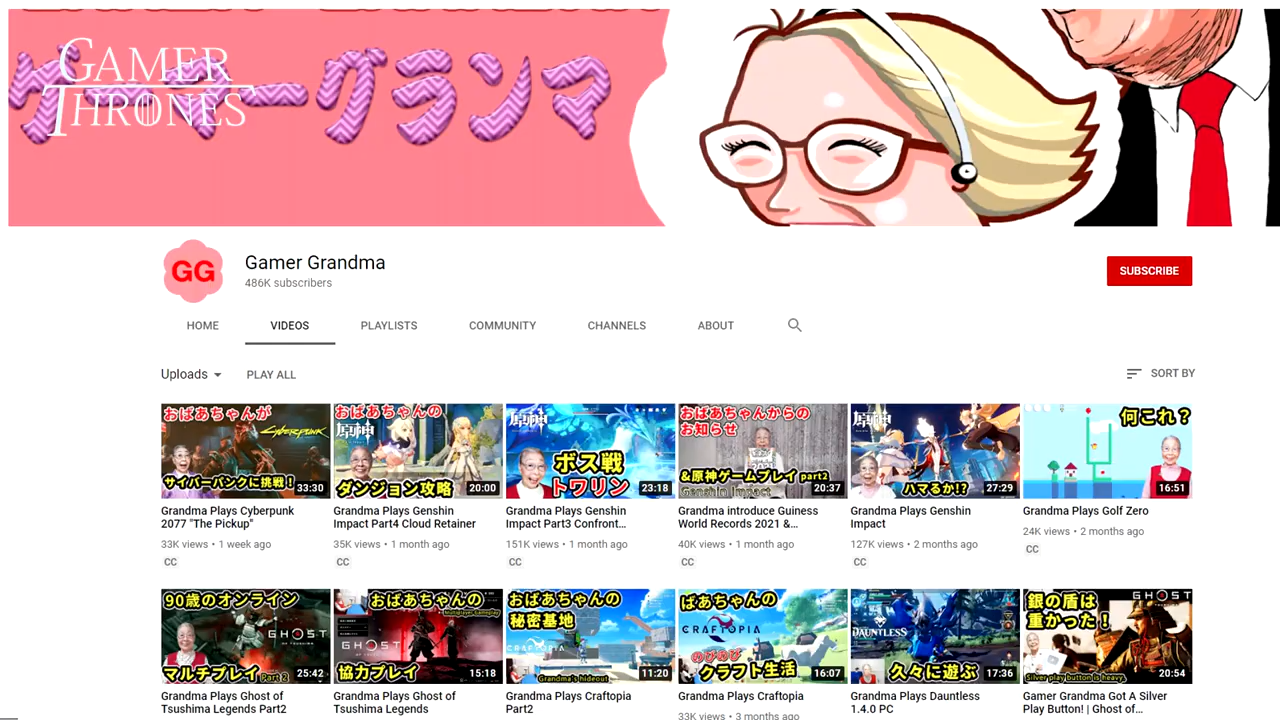 ゲーマーグランマ
GAMER
THRONES
GG
Gamer Grandma
486K subscribers
SUBSCRIBE
HOME VIDEOS PLAYLISTS COMMUNITY CHANNELS ABOUT
Uploads PLAY ALL SORT BY
おばあちゃんが
CYBERPUNK
サイバーパンクに挑戦！
33:30
おばあちゃんの
原神
ダンジョン攻略
20:00
原神
ボス戦
トワリン
23:18
おばあちゃんからの
お知らせ
&原神ゲームプレイ part2
Genshin Impact
20:37
原神
ハマるか!?
27:29
何これ？
16:51
Grandma Plays Cyberpunk
2077 "The Pickup"
33K views • 1 week ago
CC
Grandma Plays Genshin
Impact Part4 Cloud Retainer
35K views • 1 month ago
CC
Grandma Plays Genshin
Impact Part3 Confront…
151K views • 1 month ago
CC
Grandma introduce Guiness
World Records 2021 &…
40K views • 1 month ago
CC
Grandma Plays Genshin
Impact
127K views • 2 months ago
CC
Grandma Plays Golf Zero
24K views • 2 months ago
CC
90歳のオンライン
GHOST
マルチプレイ Part 2
25:42
おばあちゃんの
Multiplayer Gameplay
GHOST
協力プレイ
15:18
おばあちゃんの
秘密基地
CRAFTOPIA
Grandma's hideout
11:20
ばあちゃんの
CRAFTOPIA
のびのび
クラフト生活
16:07
DAUNTLESS
久々に遊ぶ
17:36
銀の盾は
重かった！
GHOST
Silver play button is heavy.
20:54
Grandma Plays Ghost of
Tsushima Legends Part2
Grandma Plays Ghost of
Tsushima Legends
Grandma Plays Craftopia
Part2
Grandma Plays Craftopia
33K views • 3 months ago
Grandma Plays Dauntless
1.4.0 PC
Gamer Grandma Got A Silver
Play Button! | Ghost of…